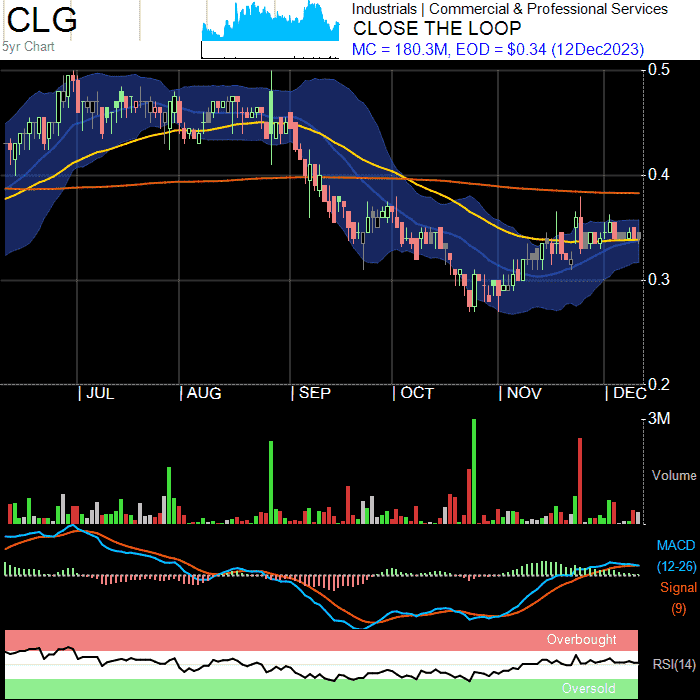 CLG
5yr Chart
Industrials | Commercial & Professional Services
CLOSE THE LOOP
MC = 180.3M, EOD = $0.34 (12Dec2023)
0.5
0.4
0.3
0.2
| JUL | AUG | SEP | OCT | NOV | DEC
3M
Volume
MACD
(12-26)
Signal
(9)
Overbought
RSI(14)
Oversold